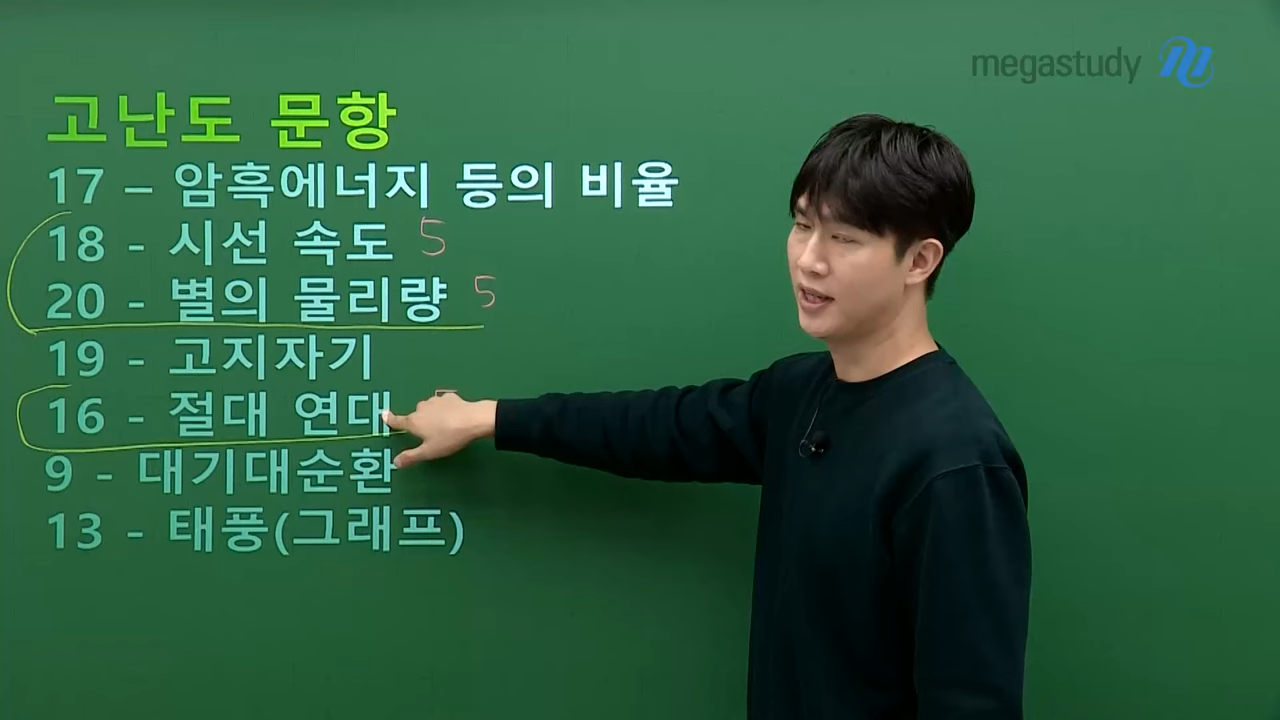 megastudy
고난도 문항
17 – 암흑에너지 등의 비율
18 - 시선 속도 5
20 - 별의 물리량 5
19 - 고지자기
16 - 절대 연대
9 - 대기대순환
13 - 태풍(그래프)